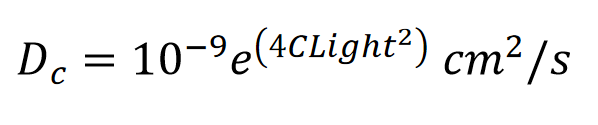 D_c = 10^{-9}e^{(4CLight^2)} cm^2/s